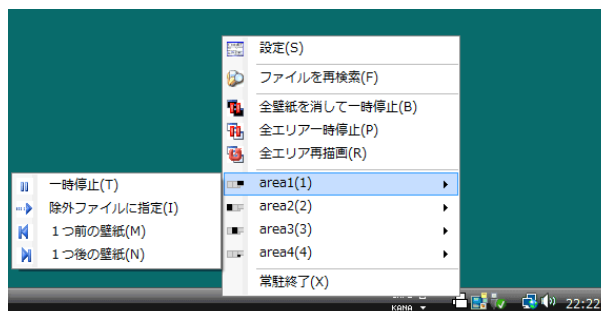 設定(S)
ファイルを再検索(F)
全壁紙を消して一時停止(B)
全エリア一時停止(P)
全エリア再描画(R)
area1(1)
area2(2)
area3(3)
area4(4)
常駐終了(X)
一時停止(T)
除外ファイルに指定(I)
1つ前の壁紙(M)
1つ後の壁紙(N)
KANA
22:22